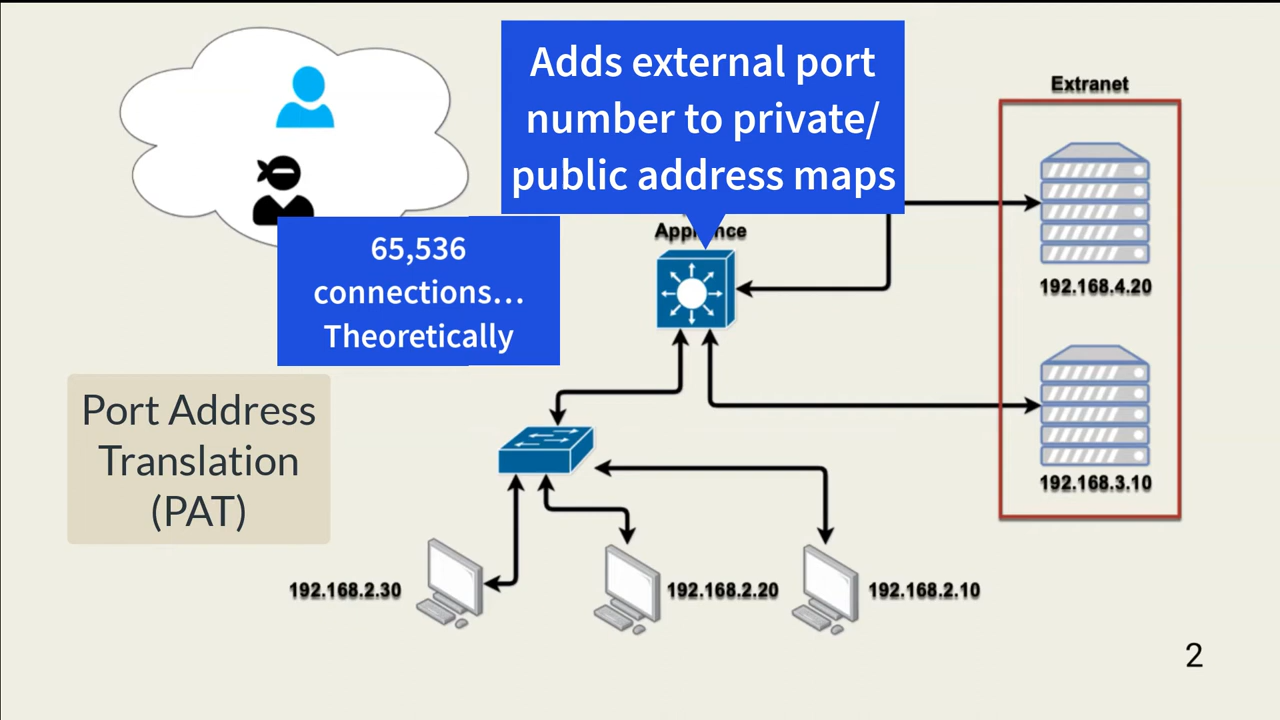 Adds external port
number to private/
public address maps
Extranet
65,536
connections...
Theoretically
192.168.4.20
Port Address
Translation
(PAT)
192.168.3.10
192.168.2.30
192.168.2.20
192.168.2.10
2